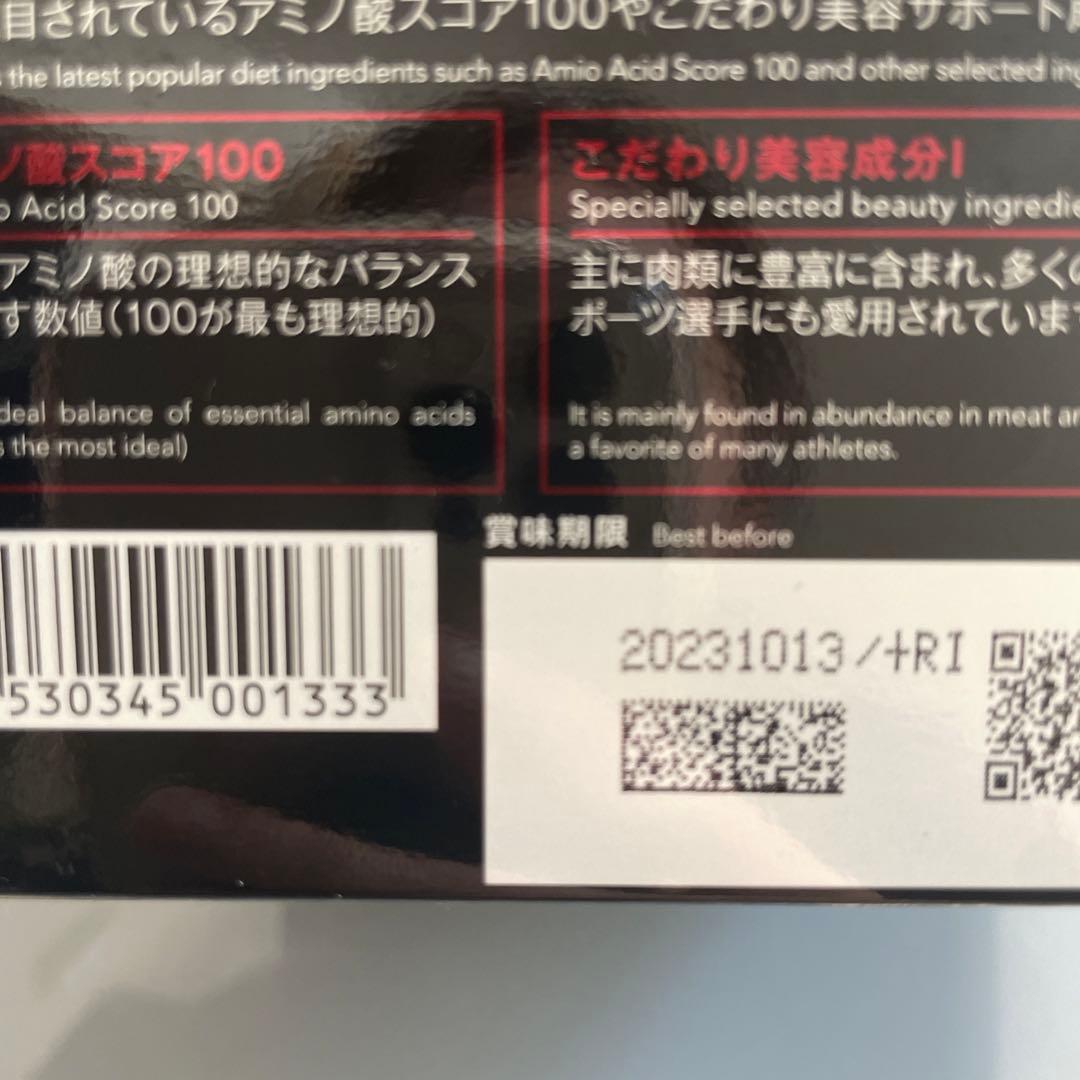 目されているアミノ酸スコア100やこだわり美容サポート
the latest popular diet ingredients such as Amio Acid Score 100 and other selected
ノ酸スコア100
Acid Score 100
アミノ酸の理想的なバランス
す数値(100が最も理想的)
deal balance of essential amino acids
the most ideal)
こだわり美容成分I
Specially selected beauty ingredie
主に肉類に豊富に含まれ、多く
ポーツ選手にも愛用されていま
It is mainly found in abundance in meat
a favorite of many athletes.
賞味期限 Best before
530345 001333
20231013/+RI